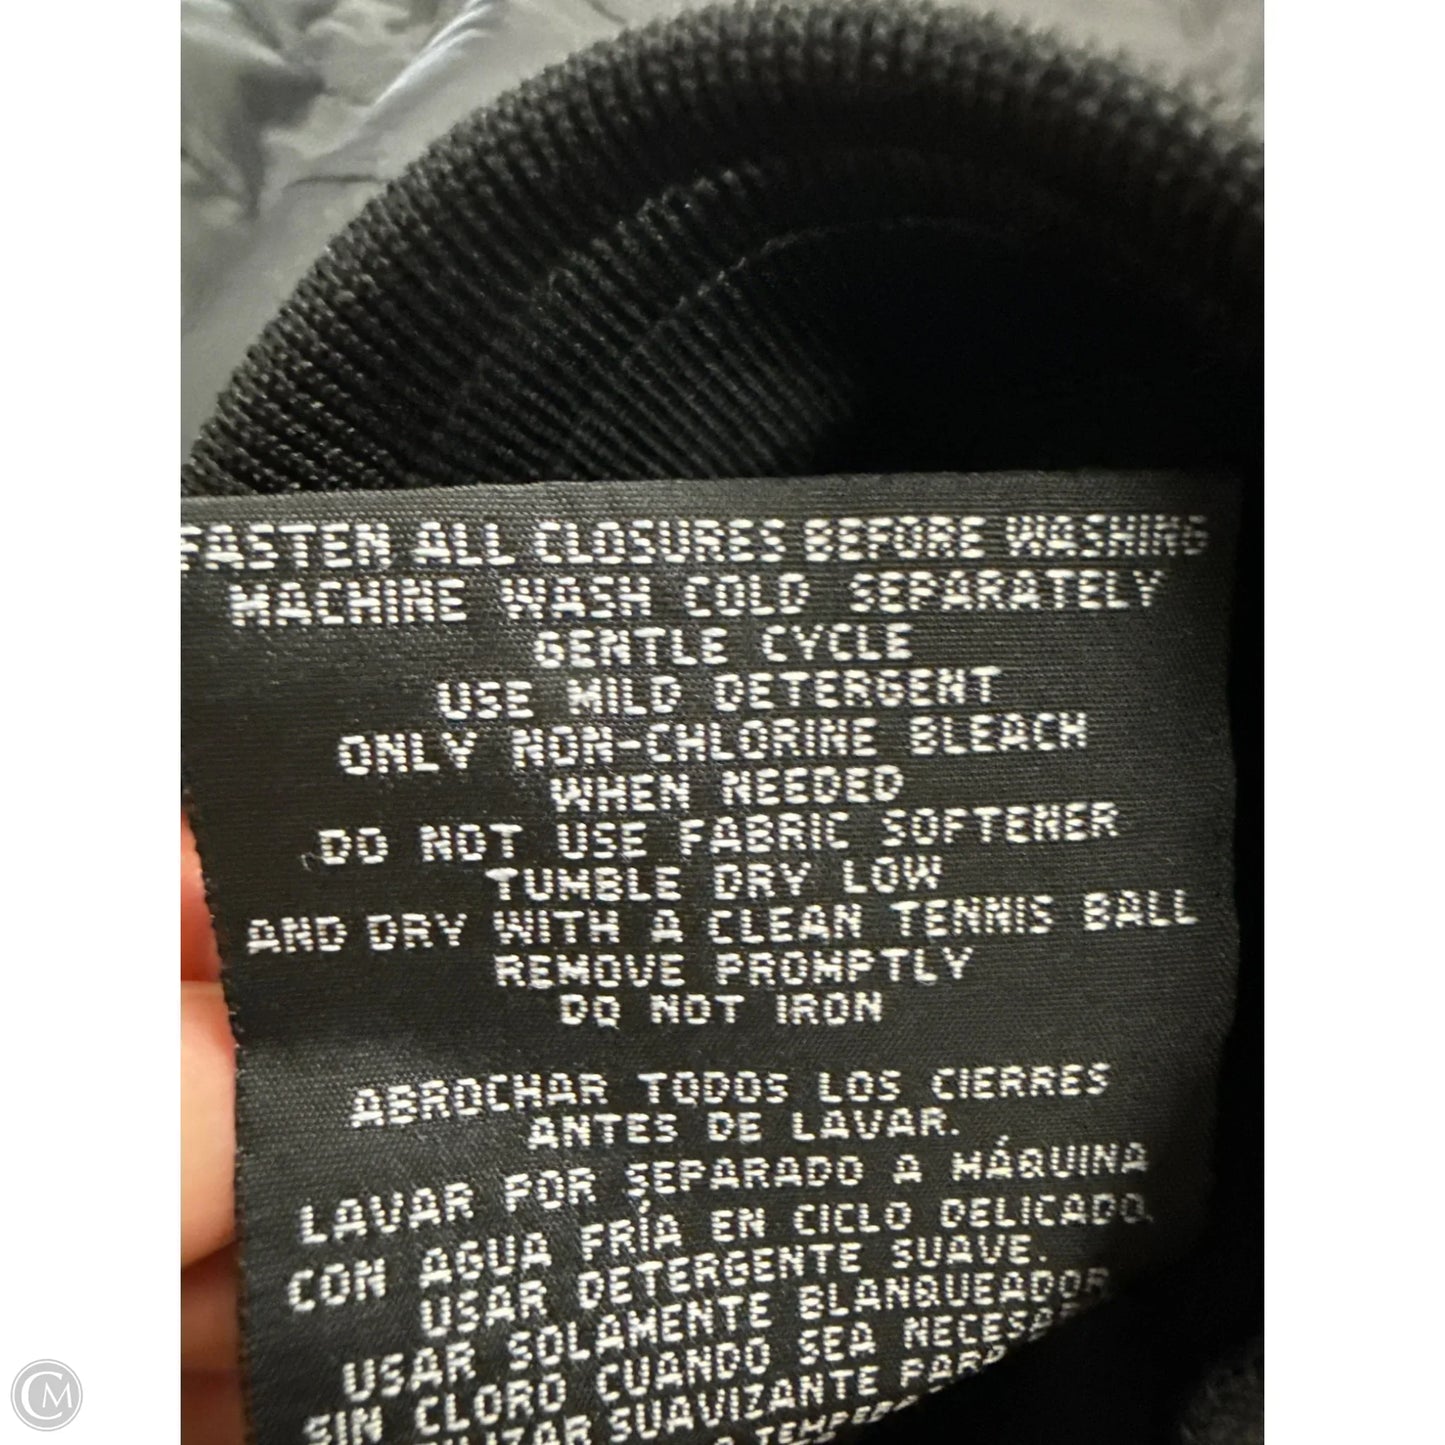 FASTEN ALL CLOSURES BEFORE WASHING
MACHINE WASH COLD SEPARATELY
GENTLE CYCLE
USE MILD DETERGENT
ONLY NON-CHLORINE BLEACH
WHEN NEEDED
DO NOT USE FABRIC SOFTENER
TUMBLE DRY LOW
AND DRY WITH A CLEAN TENNIS BALL
REMOVE PROMPTLY
DO NOT IRON
ABROCHAR TODOS LOS CIERRES
ANTES DE LAVAR.
LAVAR POR SEPARADO A MÁQUINA
CON AGUA FRÍA EN CICLO DELICADO.
USAR DETERGENTE SUAVE.
USAR SOLAMENTE BLANQUEADOR
SIN CLORO CUANDO SEA
SUAVIZANTE PARA
CM